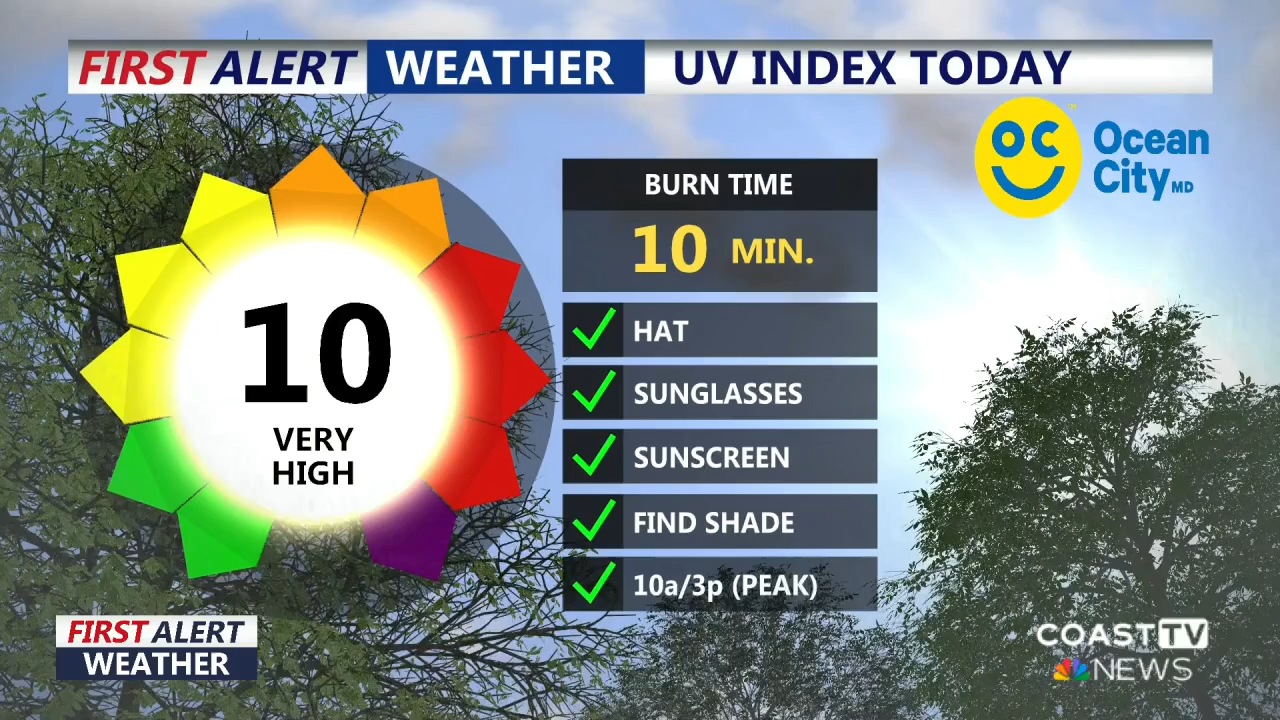 FIRST ALERT WEATHER UV INDEX TODAY
OC
™
Ocean
City MD
10
VERY
HIGH
BURN TIME
10 MIN.
HAT
SUNGLASSES
SUNSCREEN
FIND SHADE
10a/3p (PEAK)
FIRST ALERT
WEATHER
COAST TV
NEWS